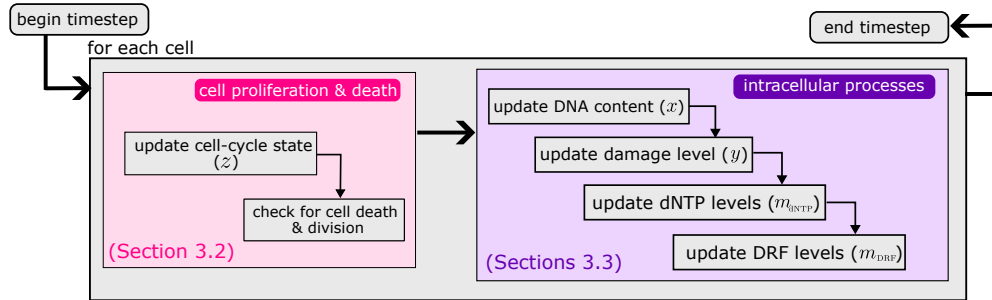 begin timestep
end timestep
for each cell
cell proliferation & death
update cell-cycle state
(z)
check for cell death
& division
(Section 3.2)
intracellular processes
update DNA content (x)
update damage level (y)
update dNTP levels (m_dNTP)
update DRF levels (m_DRF)
(Sections 3.3)